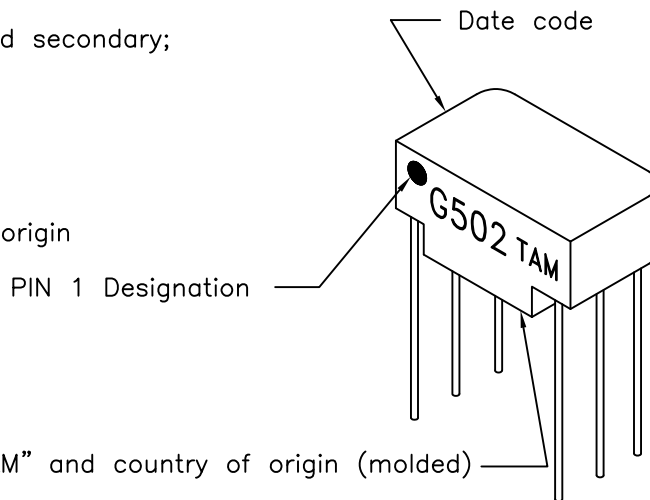 Date code
d secondary;
G502 TAM
origin
PIN 1 Designation
M” and country of origin (molded)